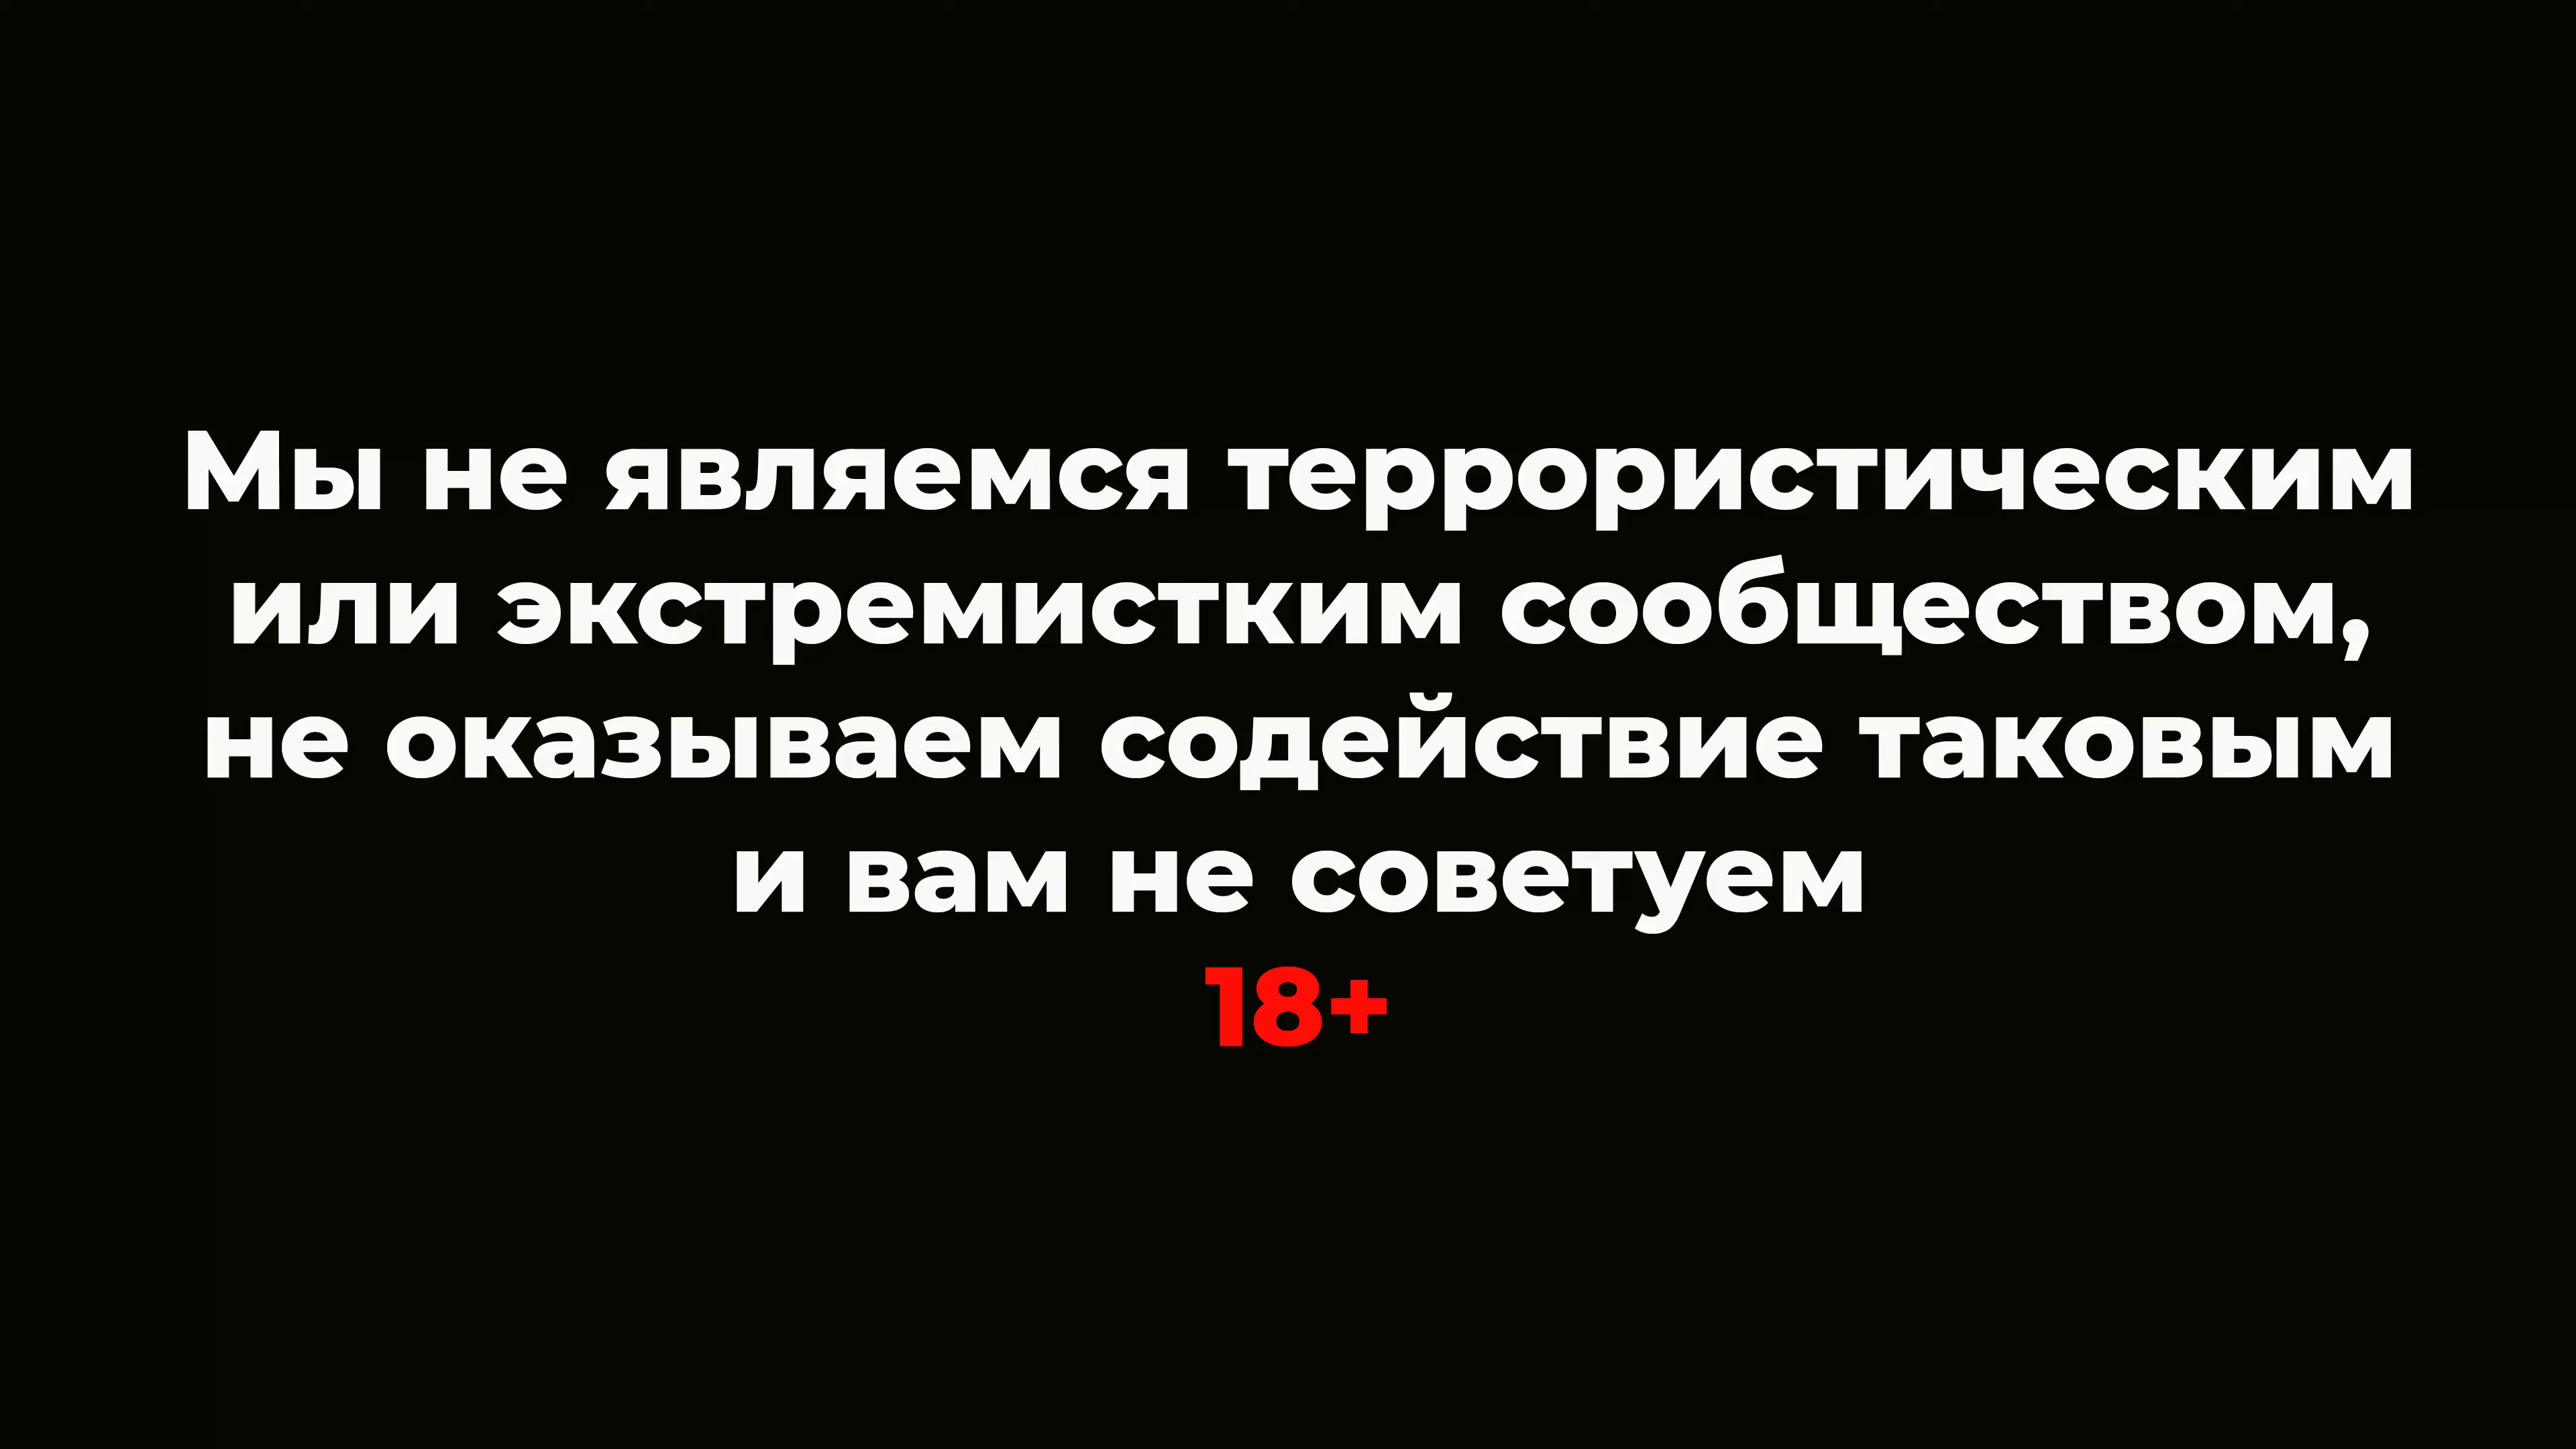 Мы не являемся террористическим
или экстремистким сообществом,
не оказываем содействие таковым
и вам не советуем
18+